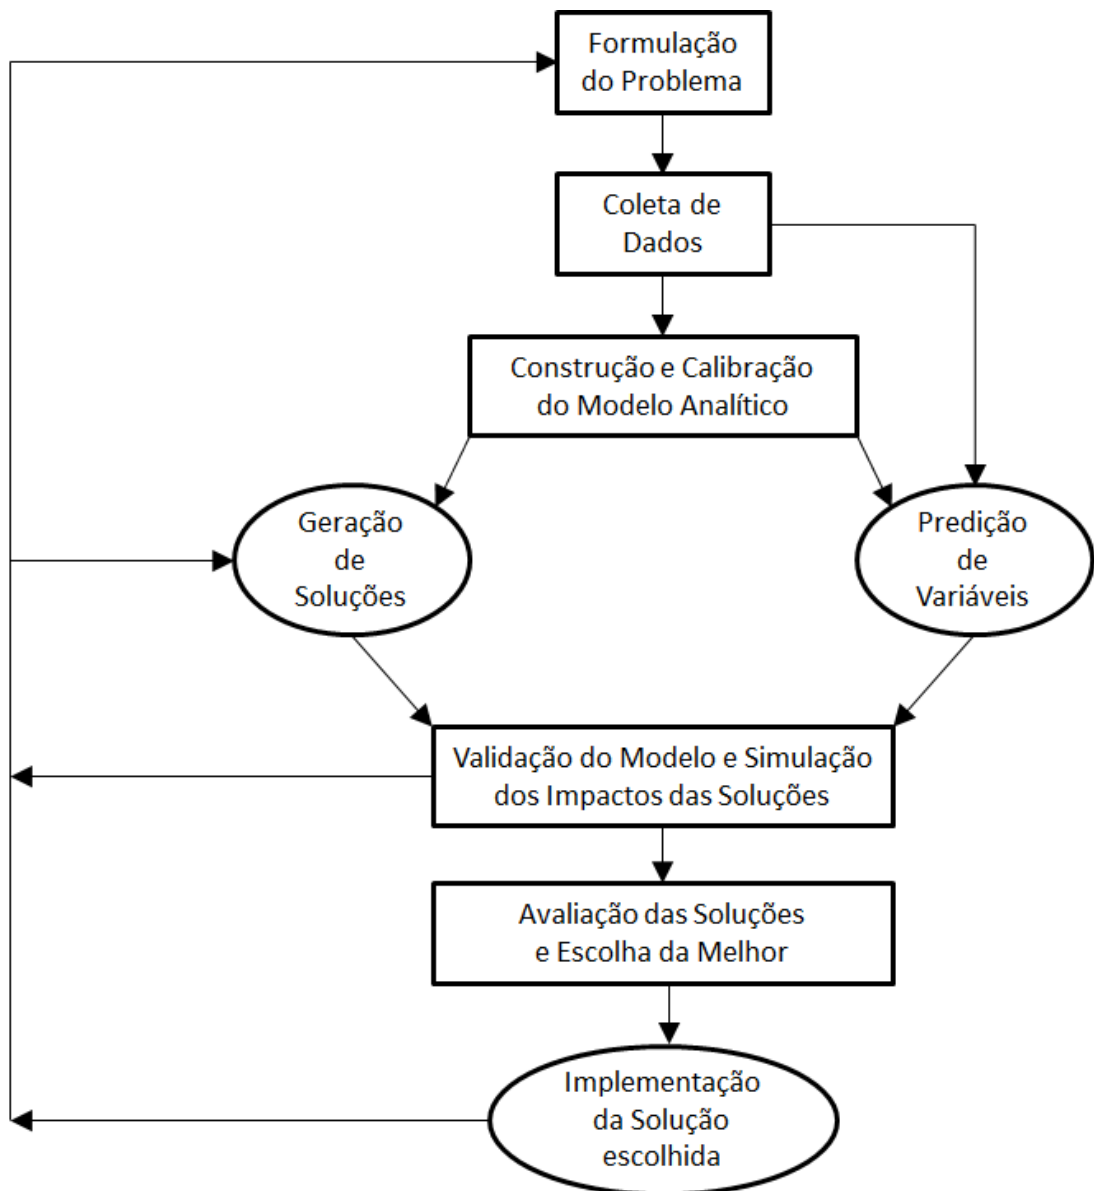 Formulação
do Problema
Coleta de
Dados
Construção e Calibração
do Modelo Analítico
Geração
de
Soluções
Predição
de
Variáveis
Validação do Modelo e Simulação
dos Impactos das Soluções
Avaliação das Soluções
e Escolha da Melhor
Implementação
da Solução
escolhida